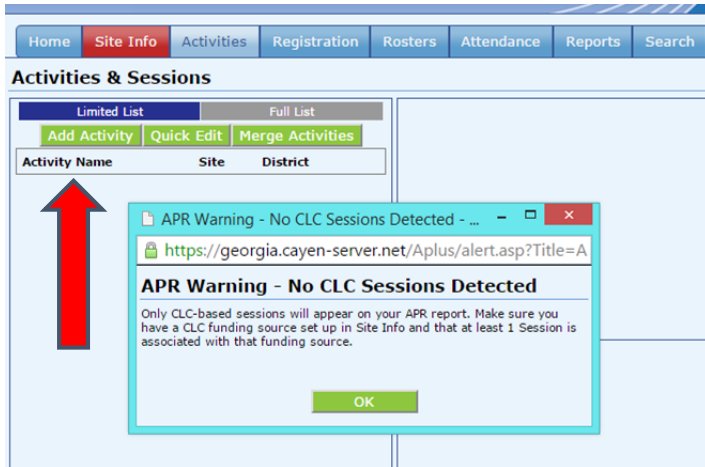 Home Site Info Activities Registration Rosters Attendance Reports Search
Activities & Sessions
Limited List Full List
Add Activity Quick Edit Merge Activities
Activity Name Site District
APR Warning - No CLC Sessions Detected - ...
https://georgia.cayen-server.net/Aplus/alert.asp?Title=A
APR Warning - No CLC Sessions Detected
Only CLC-based sessions will appear on your APR report. Make sure you
have a CLC funding source set up in Site Info and that at least 1 Session is
associated with that funding source.
OK